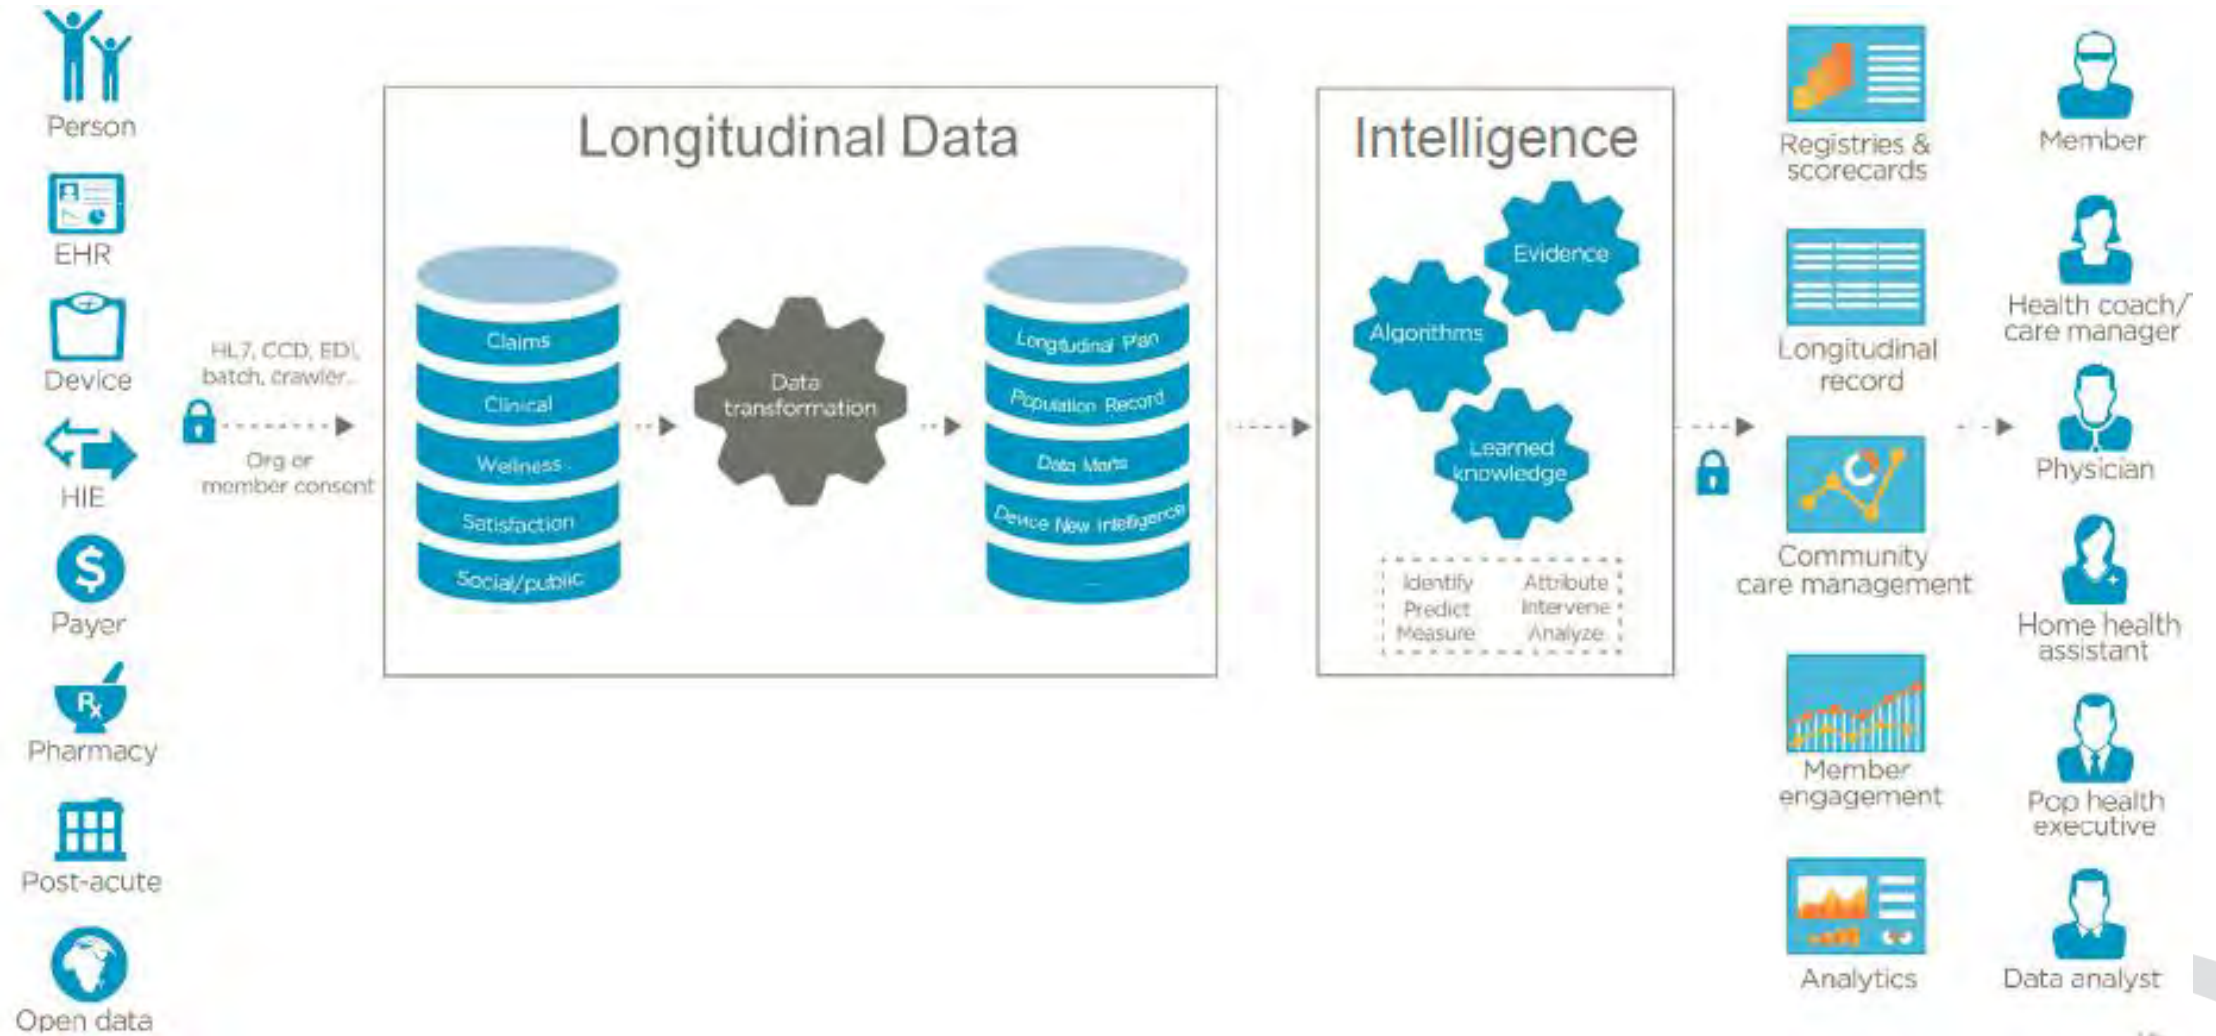 Person
EHR
Device
HIE
Payer
Pharmacy
Post-acute
Open data
HL7, CCD, EDI,
batch, crawler...
Org or
member consent
Longitudinal Data
Claims
Clinical
Wellness
Satisfaction
Social/public
Data
transformation
Longitudinal Plan
Population Record
Data Marts
Device New Intelligence
...
Intelligence
Evidence
Algorithms
Learned
knowledge
Identify Attribute
Predict Intervene
Measure Analyze
Registries &
scorecards
Longitudinal
record
Community
care management
Member
engagement
Analytics
Member
Health coach/
care manager
Physician
Home health
assistant
Pop health
executive
Data analyst
Rx
$